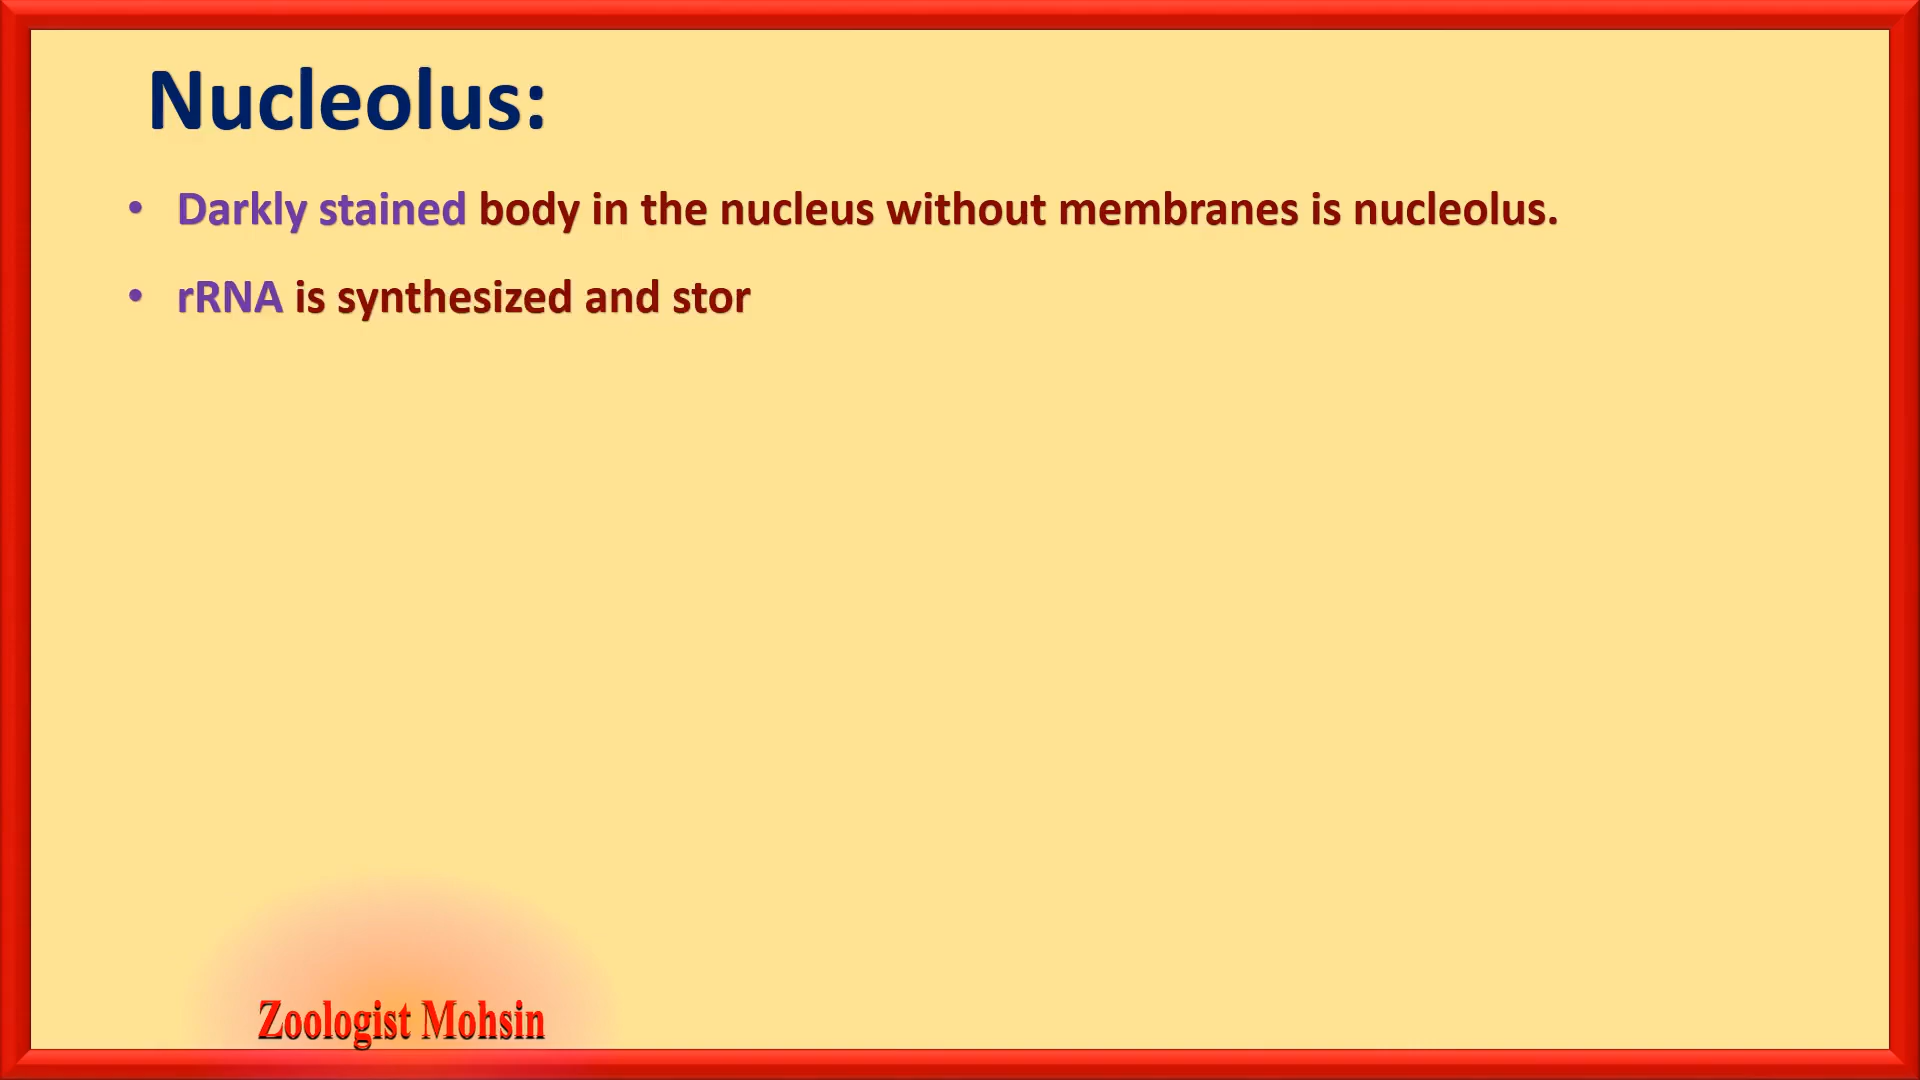 Nucleolus:
• Darkly stained body in the nucleus without membranes is nucleolus.
• rRNA is synthesized and stor
Zoologist Mohsin